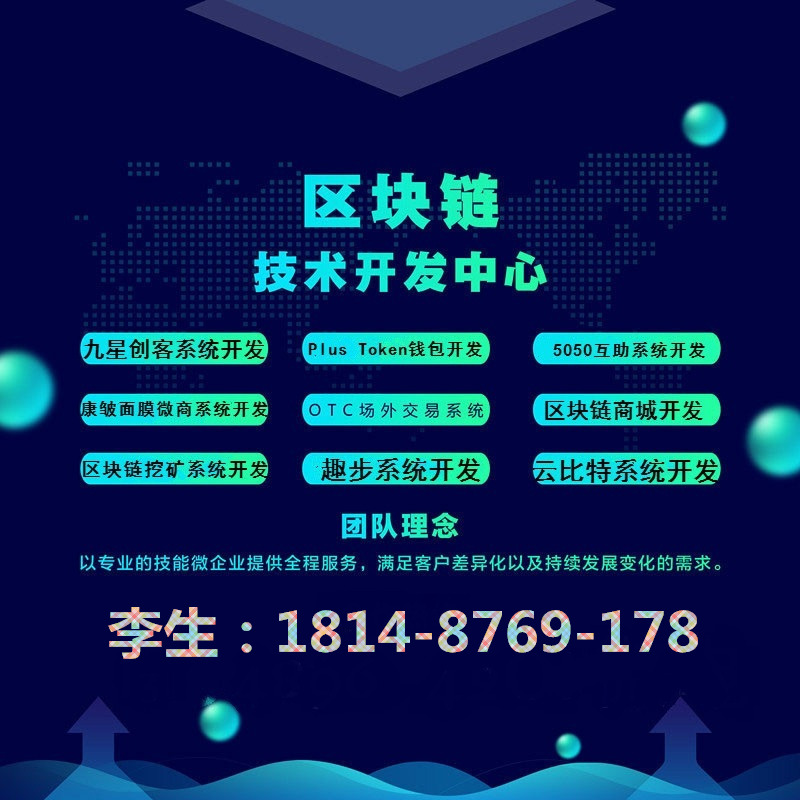 区块链
技术开发中心
九星创客系统开发 Plus Token钱包开发 5050互助系统开发
康皱面膜微商系统开发 OTC场外交易系统 区块链商城开发
区块链挖矿系统开发 趣步系统开发 云比特系统开发
团队理念
以专业的技能微企业提供全程服务，满足客户差异化以及持续发展变化的需求。
李生：1814-8769-178